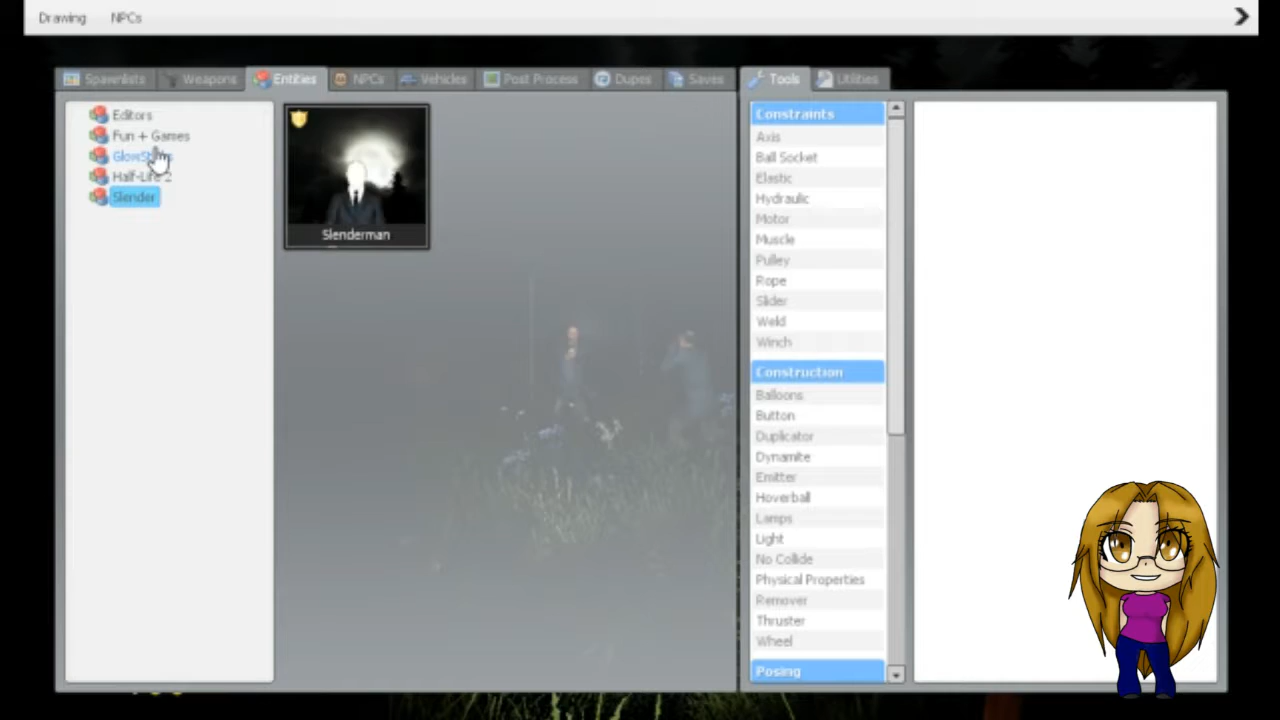 Drawing NPCs
Spawnlists Weapons Entities NPCs Vehicles Post Process Dupes Saves Tools Utilities
Editors
Fun + Games
Half-Life 2
Slender
Slenderman
Constraints
Axis
Ball Socket
Elastic
Hydraulic
Motor
Muscle
Pulley
Rope
Slider
Weld
Winch
Construction
Balloons
Button
Duplicator
Dynamite
Emitter
Hoverball
Lamps
Light
No Collide
Physical Properties
Remover
Thruster
Wheel
Posing